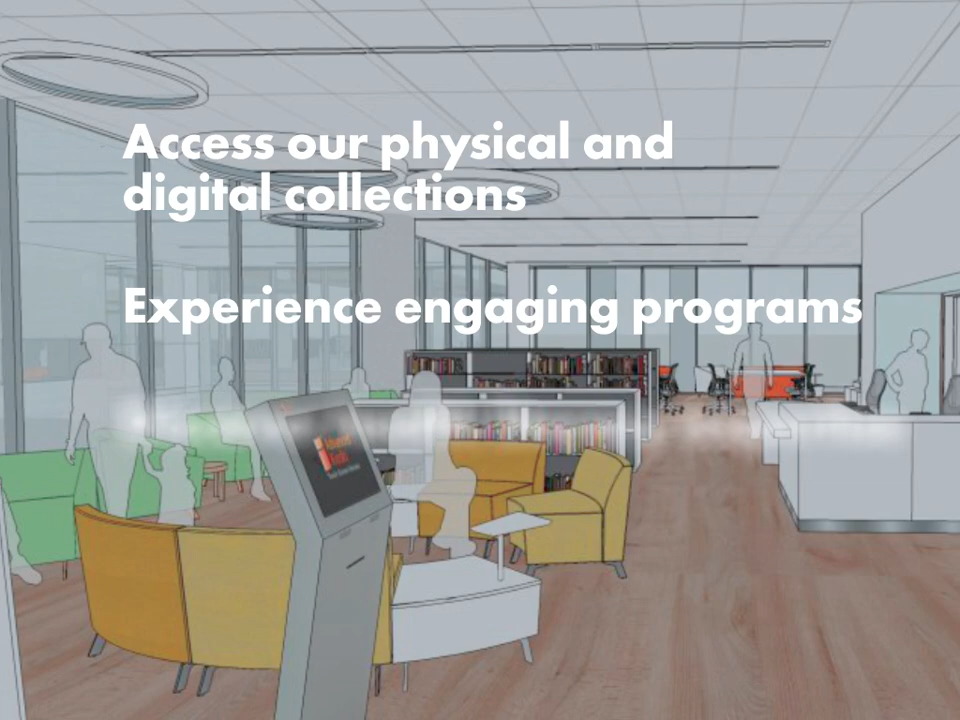 Access our physical and
digital collections
Experience engaging programs